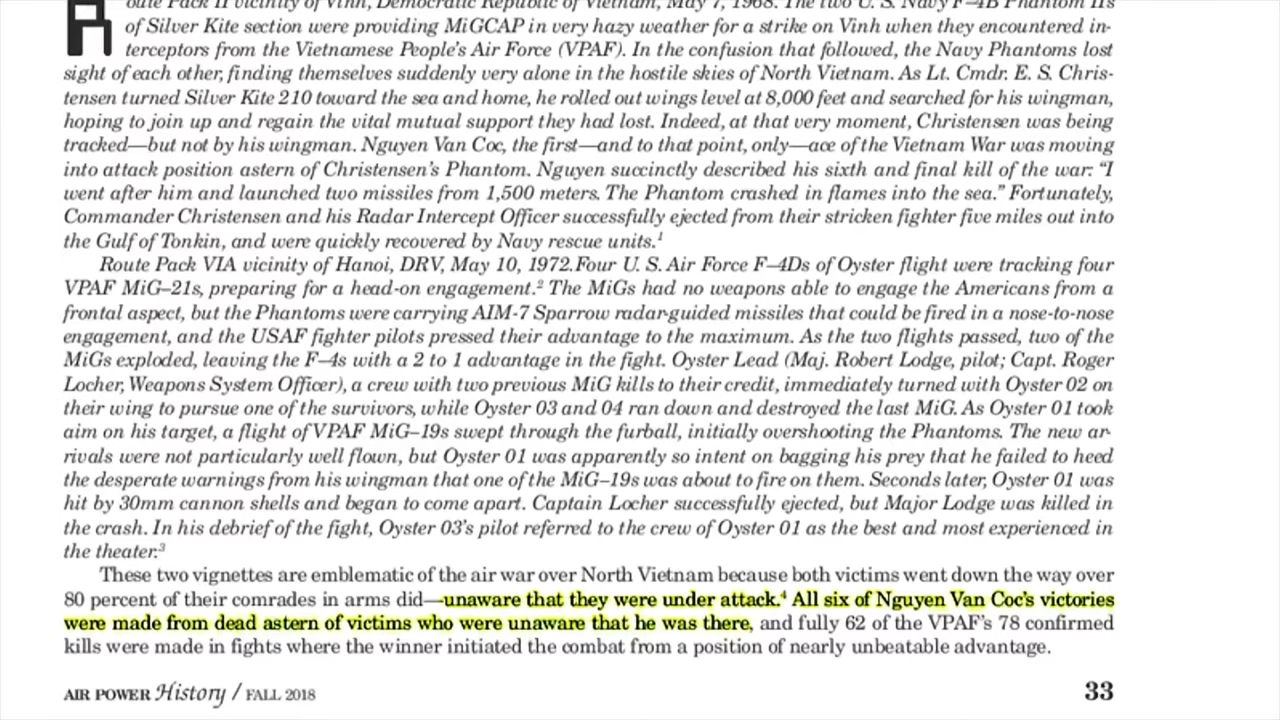 Route Pack II vicinity of Vinh, Democratic Republic of Vietnam, May 7, 1968. The two U. S. Navy F–4B Phantom IIs
of Silver Kite section were providing MiGCAP in very hazy weather for a strike on Vinh when they encountered in-
terceptors from the Vietnamese People's Air Force (VPAF). In the confusion that followed, the Navy Phantoms lost
sight of each other, finding themselves suddenly very alone in the hostile skies of North Vietnam. As Lt. Cmdr. E. S. Chris-
tensen turned Silver Kite 210 toward the sea and home, he rolled out wings level at 8,000 feet and searched for his wingman,
hoping to join up and regain the vital mutual support they had lost. Indeed, at that very moment, Christensen was being
tracked—but not by his wingman. Nguyen Van Coc, the first—and to that point, only—ace of the Vietnam War was moving
into attack position astern of Christensen's Phantom. Nguyen succinctly described his sixth and final kill of the war: "I
went after him and launched two missiles from 1,500 meters. The Phantom crashed in flames into the sea." Fortunately,
Commander Christensen and his Radar Intercept Officer successfully ejected from their stricken fighter five miles out into
the Gulf of Tonkin, and were quickly recovered by Navy rescue units.¹
Route Pack VIA vicinity of Hanoi, DRV, May 10, 1972.Four U. S. Air Force F–4Ds of Oyster flight were tracking four
VPAF MiG–21s, preparing for a head-on engagement.² The MiGs had no weapons able to engage the Americans from a
frontal aspect, but the Phantoms were carrying AIM-7 Sparrow radar-guided missiles that could be fired in a nose-to-nose
engagement, and the USAF fighter pilots pressed their advantage to the maximum. As the two flights passed, two of the
MiGs exploded, leaving the F–4s with a 2 to 1 advantage in the fight. Oyster Lead (Maj. Robert Lodge, pilot; Capt. Roger
Locher, Weapons System Officer), a crew with two previous MiG kills to their credit, immediately turned with Oyster 02 on
their wing to pursue one of the survivors, while Oyster 03 and 04 ran down and destroyed the last MiG. As Oyster 01 took
aim on his target, a flight of VPAF MiG–19s swept through the furball, initially overshooting the Phantoms. The new ar-
rivals were not particularly well flown, but Oyster 01 was apparently so intent on bagging his prey that he failed to heed
the desperate warnings from his wingman that one of the MiG–19s was about to fire on them. Seconds later, Oyster 01 was
hit by 30mm cannon shells and began to come apart. Captain Locher successfully ejected, but Major Lodge was killed in
the crash. In his debrief of the fight, Oyster 03's pilot referred to the crew of Oyster 01 as the best and most experienced in
the theater.³
These two vignettes are emblematic of the air war over North Vietnam because both victims went down the way over
80 percent of their comrades in arms did—unaware that they were under attack.⁴ All six of Nguyen Van Coc's victories
were made from dead astern of victims who were unaware that he was there, and fully 62 of the VPAF's 78 confirmed
kills were made in fights where the winner initiated the combat from a position of nearly unbeatable advantage.
AIR POWER History / FALL 2018
33